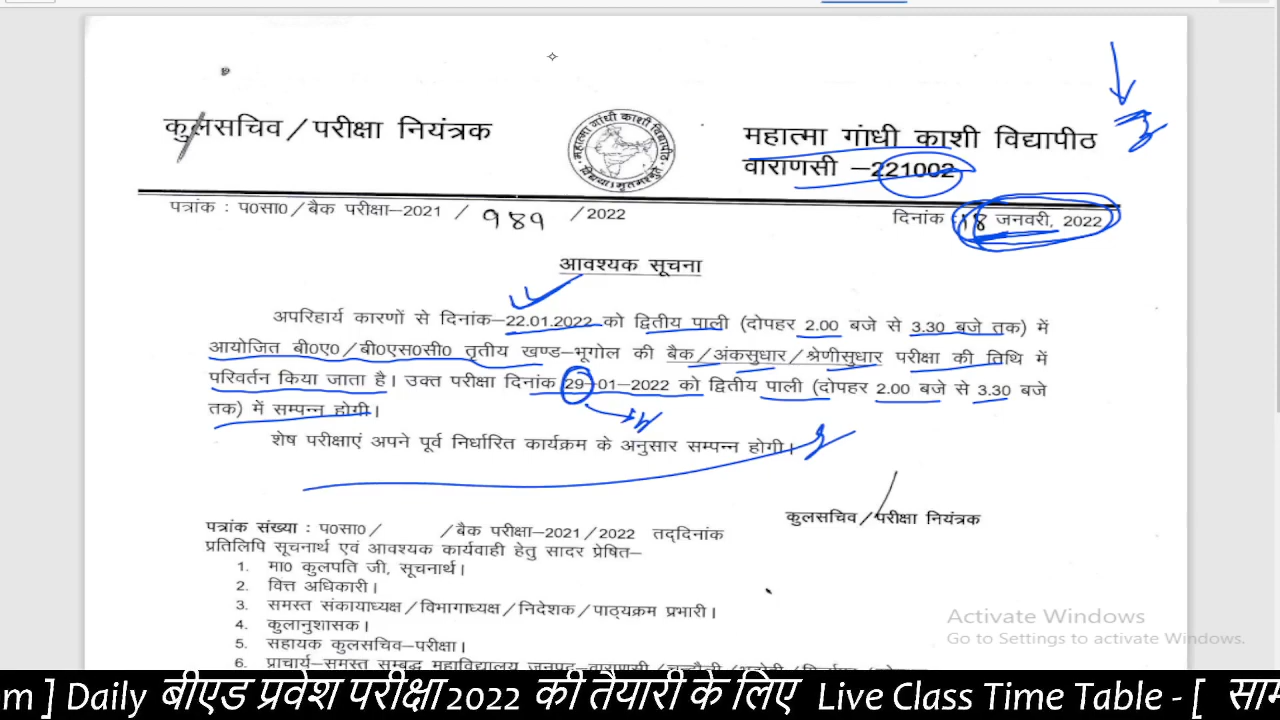 कुलसचिव/परीक्षा नियंत्रक
महात्मा गांधी काशी विद्यापीठ
महात्मा गांधी काशी विद्यापीठ
वाराणसी –221002
पत्रांक : प0सा0/बैक परीक्षा–2021 / 989 /2022
दिनांक 18 जनवरी, 2022
आवश्यक सूचना
अपरिहार्य कारणों से दिनांक–22.01.2022 को द्वितीय पाली (दोपहर 2.00 बजे से 3.30 बजे तक) में
आयोजित बी0ए0/बी0एस0सी0 तृतीय खण्ड–भूगोल की बैक/अंकसुधार/श्रेणीसुधार परीक्षा की तिथि में
परिवर्तन किया जाता है। उक्त परीक्षा दिनांक 29–01–2022 को द्वितीय पाली (दोपहर 2.00 बजे से 3.30 बजे
तक) में सम्पन्न होगी।
शेष परीक्षाएं अपने पूर्व निर्धारित कार्यक्रम के अनुसार सम्पन्न होगी।
कुलसचिव/परीक्षा नियंत्रक
पत्रांक संख्या : प0सा0/ /बैक परीक्षा–2021/2022 तद्दिनांक
प्रतिलिपि सूचनार्थ एवं आवश्यक कार्यवाही हेतु सादर प्रेषित–
1. मा0 कुलपति जी, सूचनार्थ।
2. वित्त अधिकारी।
3. समस्त संकायाध्यक्ष/विभागाध्यक्ष/निदेशक/पाठ्यक्रम प्रभारी।
4. कुलानुशासक।
5. सहायक कुलसचिव–परीक्षा।
6. प्राचार्य–समस्त सम्बद्ध महाविद्यालय जनपद–वाराणसी/
Activate Windows
Go to Settings to activate Windows.
m ] Daily बीएड प्रवेश परीक्षा 2022 की तैयारी के लिए Live Class Time Table - [ साम